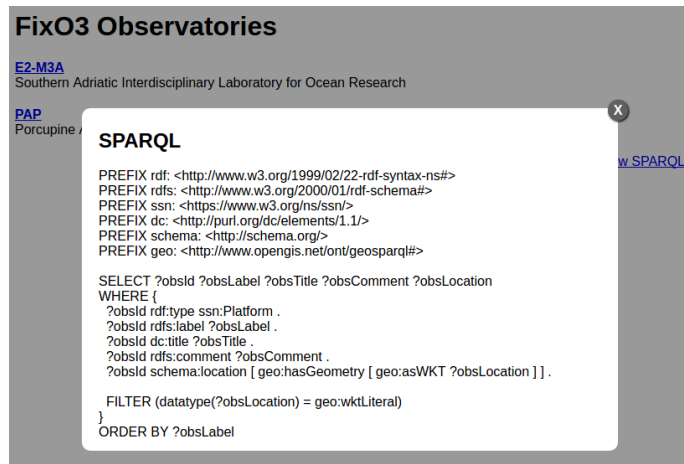 FixO3 Observatories
E2-M3A
Southern Adriatic Interdisciplinary Laboratory for Ocean Research
PAP
Porcupine
X
SPARQL
w SPARQL
PREFIX rdf: <http://www.w3.org/1999/02/22-rdf-syntax-ns#>
PREFIX rdfs: <http://www.w3.org/2000/01/rdf-schema#>
PREFIX ssn: <https://www.w3.org/ns/ssn/>
PREFIX dc: <http://purl.org/dc/elements/1.1/>
PREFIX schema: <http://schema.org/>
PREFIX geo: <http://www.opengis.net/ont/geosparql#>
SELECT ?obsId ?obsLabel ?obsTitle ?obsComment ?obsLocation
WHERE {
?obsId rdf:type ssn:Platform .
?obsId rdfs:label ?obsLabel .
?obsId dc:title ?obsTitle .
?obsId rdfs:comment ?obsComment .
?obsId schema:location [ geo:hasGeometry [ geo:asWKT ?obsLocation ] ] .
FILTER (datatype(?obsLocation) = geo:wktLiteral)
}
ORDER BY ?obsLabel